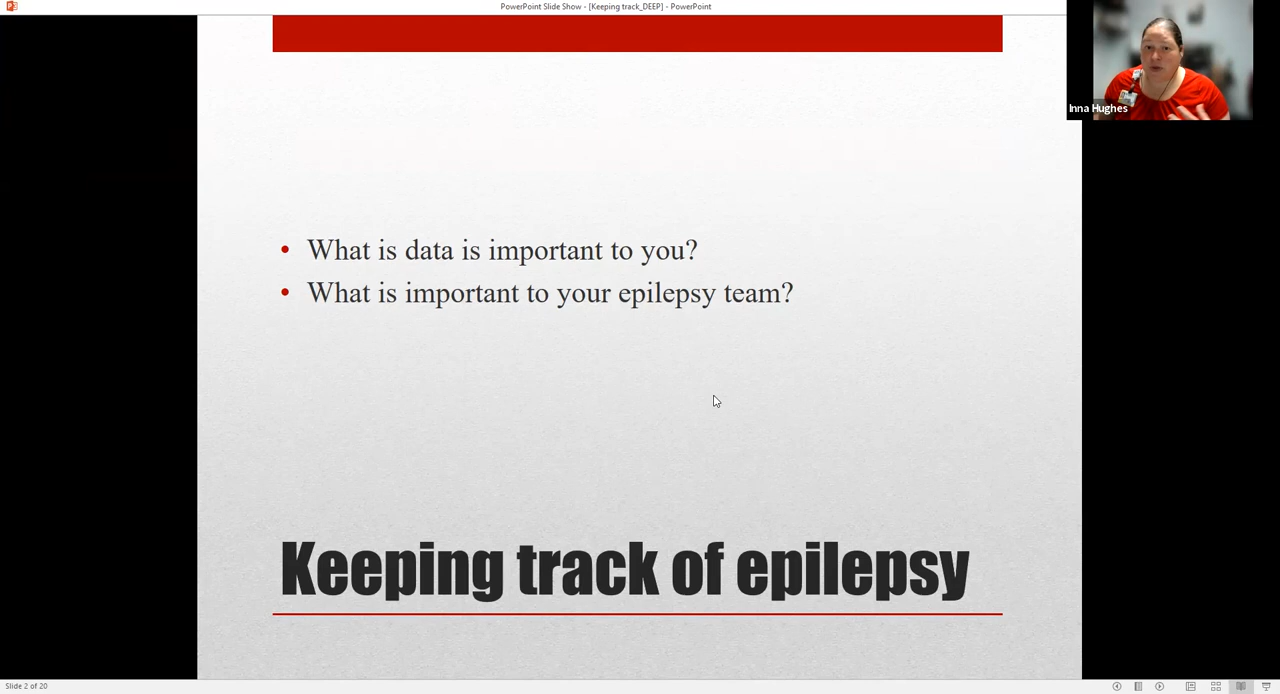 PowerPoint Slide Show - [Keeping track_DEEP] - PowerPoint
Inna Hughes
• What is data is important to you?
• What is important to your epilepsy team?
Keeping track of epilepsy
Slide 2 of 20